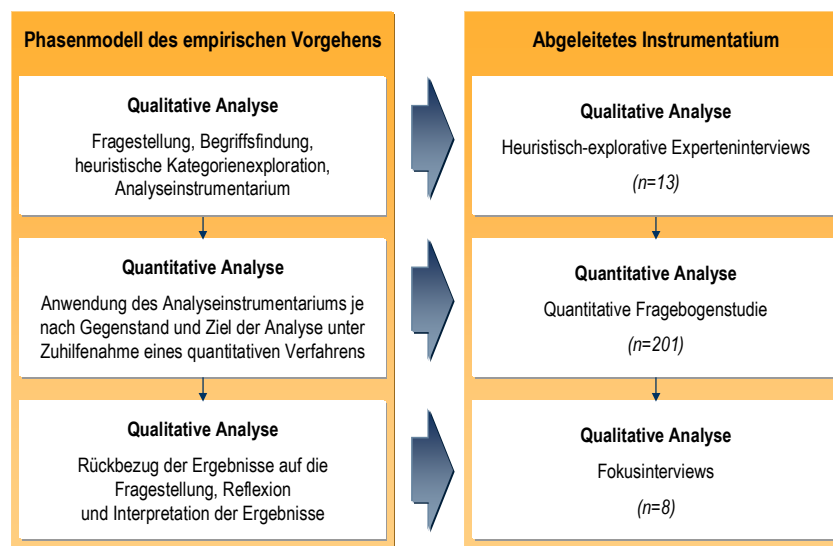 Phasenmodell des empirischen Vorgehens
Qualitative Analyse
Fragestellung, Begriffsfindung,
heuristische Kategorienexploration,
Analyseinstrumentarium
Quantitative Analyse
Anwendung des Analyseinstrumentariums je
nach Gegenstand und Ziel der Analyse unter
Zuhilfenahme eines quantitativen Verfahrens
Qualitative Analyse
Rückbezug der Ergebnisse auf die
Fragestellung, Reflexion
und Interpretation der Ergebnisse
Abgeleitetes Instrumentatium
Qualitative Analyse
Heuristisch-explorative Experteninterviews
(n=13)
Quantitative Analyse
Quantitative Fragebogenstudie
(n=201)
Qualitative Analyse
Fokusinterviews
(n=8)